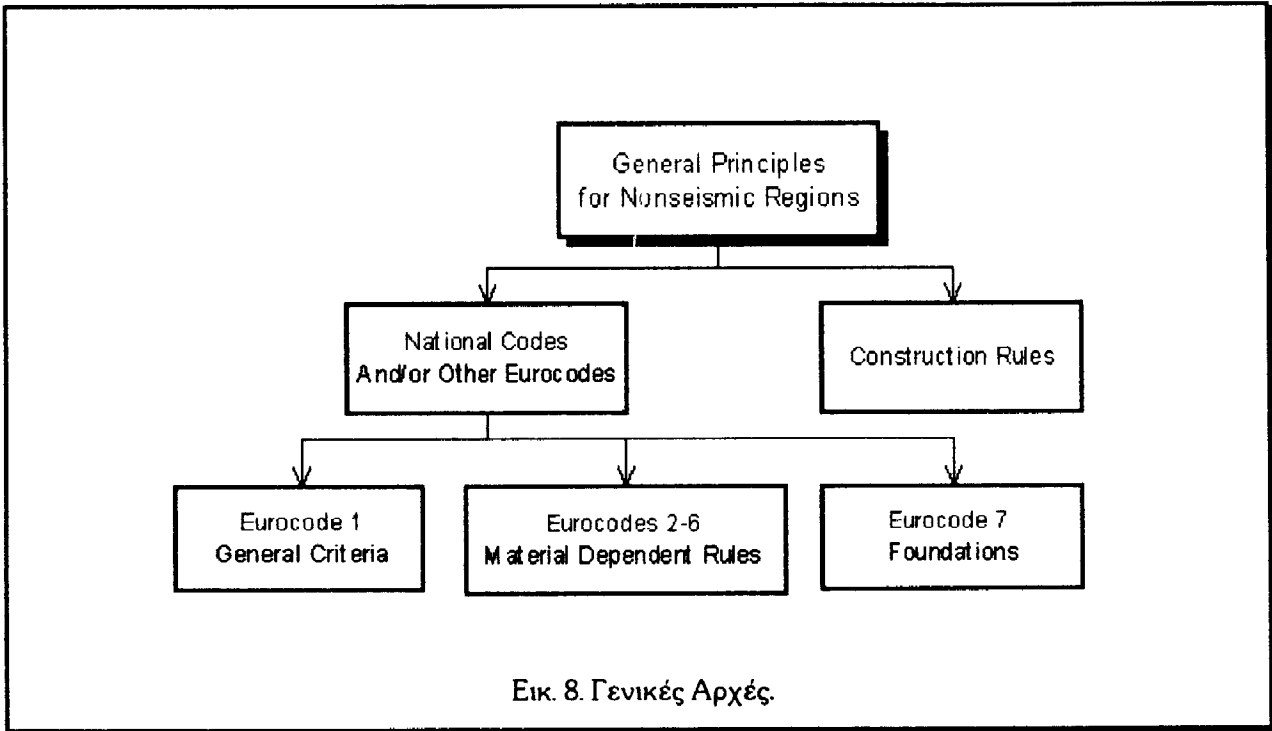 General Principles
for Nonseismic Regions
National Codes
And/or Other Eurocodes
Construction Rules
Eurocode 1
General Criteria
Eurocodes 2-6
Material Dependent Rules
Eurocode 7
Foundations
Εικ. 8. Γενικές Αρχές.